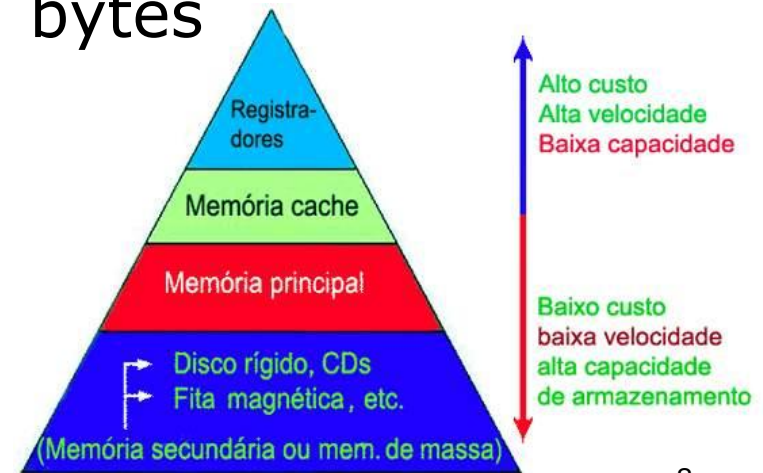 bytes
Registra-
dores
Memória cache
Memória principal
Disco rígido, CDs
Fita magnética, etc.
(Memória secundária ou mem. de massa)
Alto custo
Alta velocidade
Baixa capacidade
Baixo custo
baixa velocidade
alta capacidade
de armazenamento